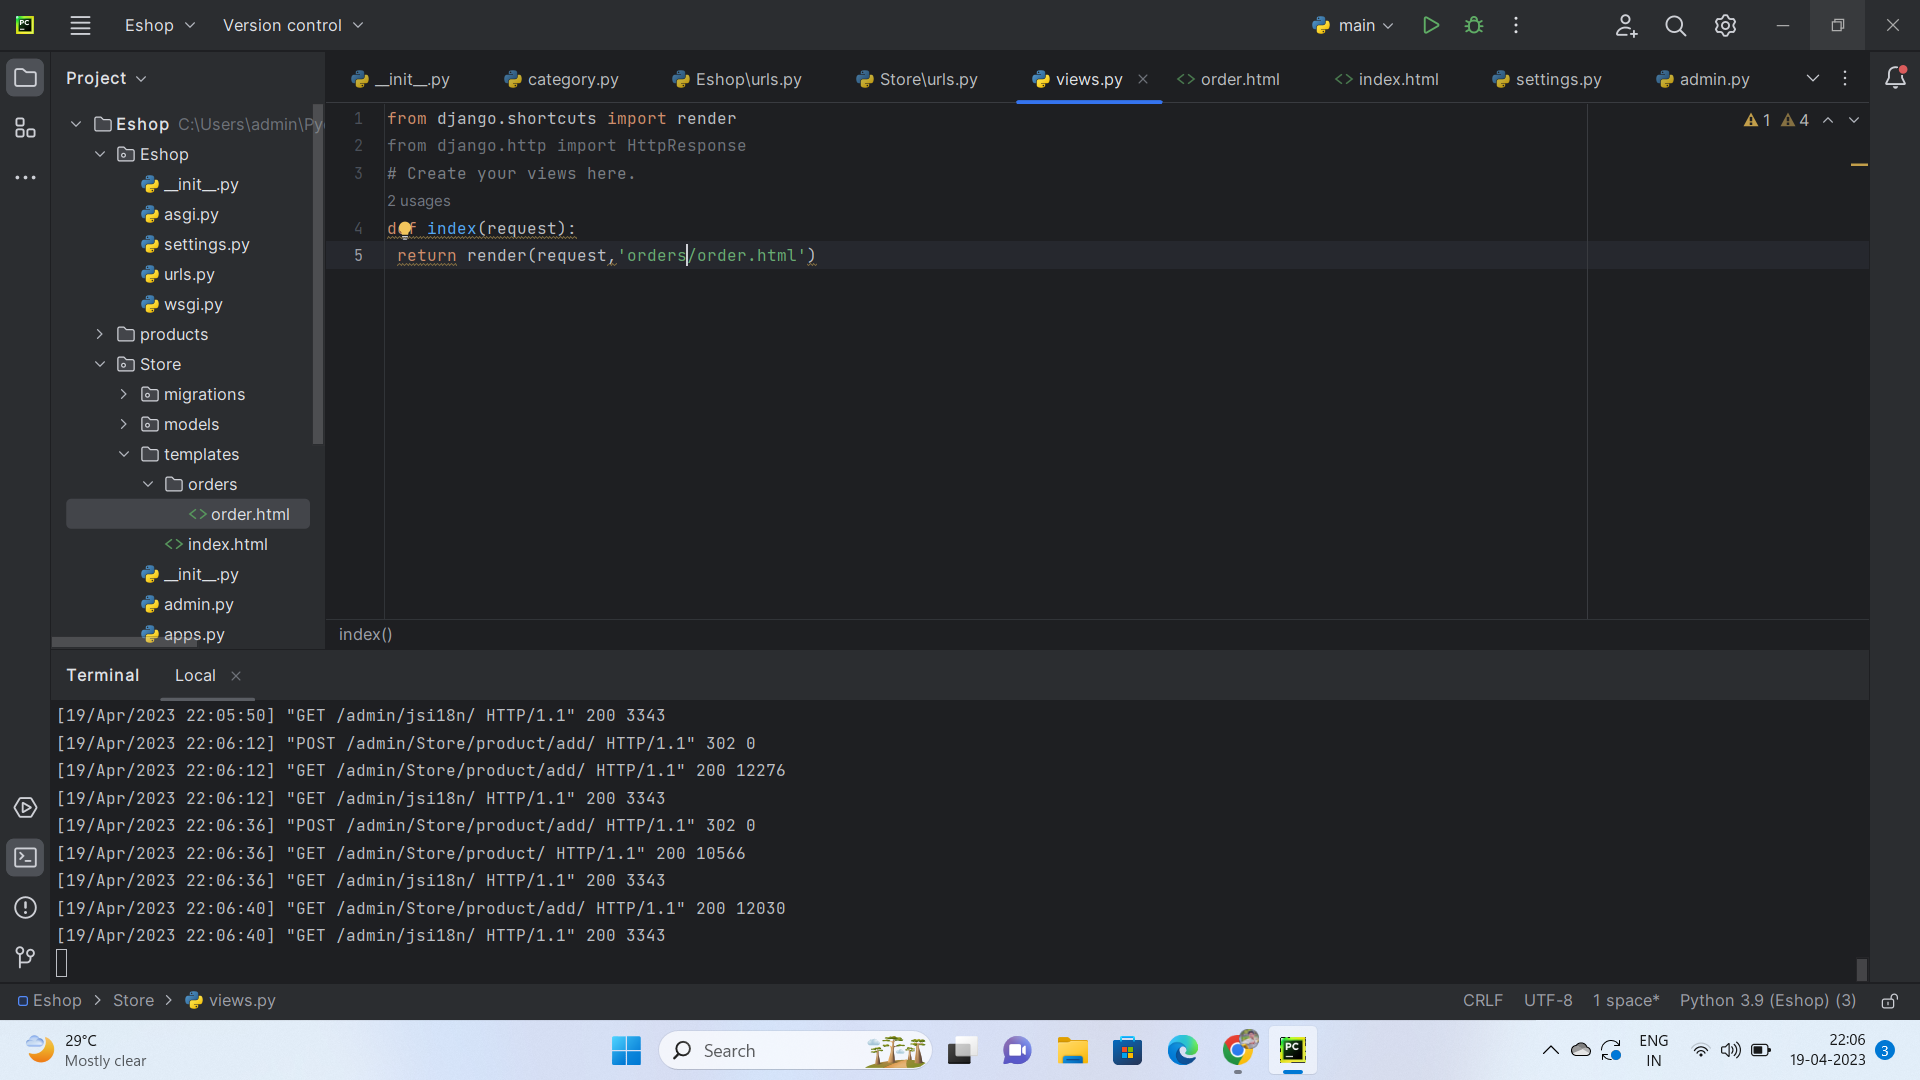 PC
Eshop
Version control
main
Project
__init__.py
category.py
Eshop\urls.py
Store\urls.py
views.py
order.html
index.html
settings.py
admin.py
Eshop C:\Users\admin\Py
Eshop
__init__.py
asgi.py
settings.py
urls.py
wsgi.py
products
Store
migrations
models
templates
orders
order.html
index.html
__init__.py
admin.py
apps.py
1 from django.shortcuts import render
2 from django.http import HttpResponse
3 # Create your views here.
2 usages
4 def index(request):
5 return render(request,'orders/order.html')
1 4
index()
Terminal
Local
[19/Apr/2023 22:05:50] "GET /admin/jsi18n/ HTTP/1.1" 200 3343
[19/Apr/2023 22:06:12] "POST /admin/Store/product/add/ HTTP/1.1" 302 0
[19/Apr/2023 22:06:12] "GET /admin/Store/product/add/ HTTP/1.1" 200 12276
[19/Apr/2023 22:06:12] "GET /admin/jsi18n/ HTTP/1.1" 200 3343
[19/Apr/2023 22:06:36] "POST /admin/Store/product/add/ HTTP/1.1" 302 0
[19/Apr/2023 22:06:36] "GET /admin/Store/product/ HTTP/1.1" 200 10566
[19/Apr/2023 22:06:36] "GET /admin/jsi18n/ HTTP/1.1" 200 3343
[19/Apr/2023 22:06:40] "GET /admin/Store/product/add/ HTTP/1.1" 200 12030
[19/Apr/2023 22:06:40] "GET /admin/jsi18n/ HTTP/1.1" 200 3343
Eshop > Store > views.py
CRLF
UTF-8
1 space*
Python 3.9 (Eshop) (3)
29°C
Mostly clear
Search
PC
ENG
IN
22:06
19-04-2023
3